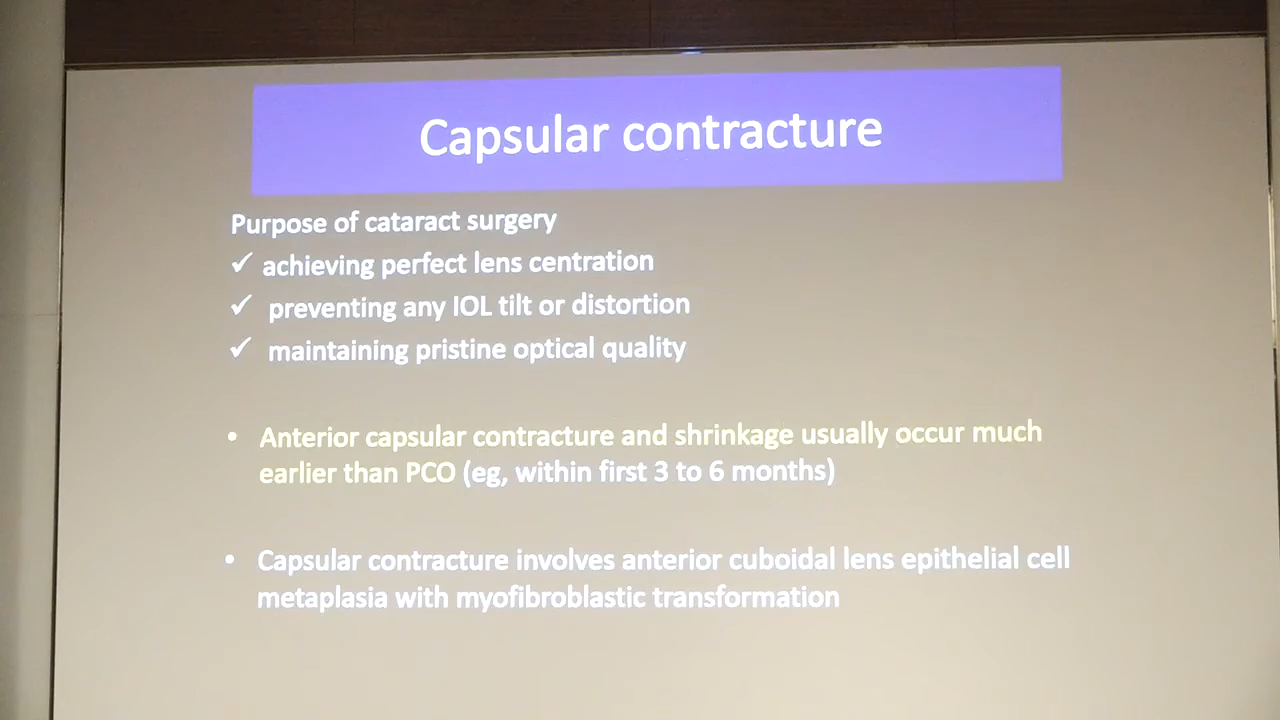 Capsular contracture
Purpose of cataract surgery
✓ achieving perfect lens centration
✓ preventing any IOL tilt or distortion
✓ maintaining pristine optical quality
• Anterior capsular contracture and shrinkage usually occur much
earlier than PCO (eg, within first 3 to 6 months)
• Capsular contracture involves anterior cuboidal lens epithelial cell
metaplasia with myofibroblastic transformation